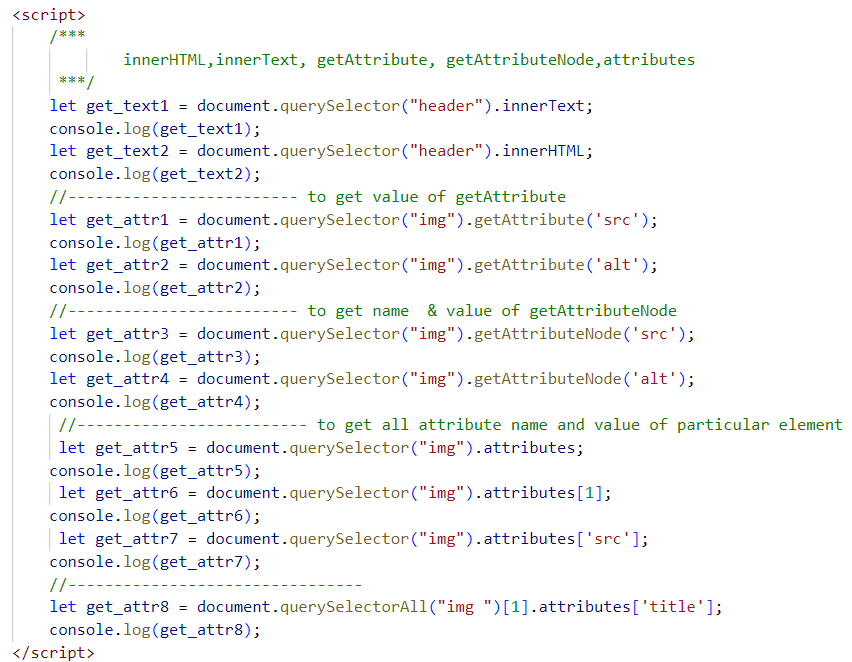 <script>
/***
innerHTML,innerText, getAttribute, getAttributeNode,attributes
***/
let get_text1 = document.querySelector("header").innerText;
console.log(get_text1);
let get_text2 = document.querySelector("header").innerHTML;
console.log(get_text2);
//------------------------- to get value of getAttribute
let get_attr1 = document.querySelector("img").getAttribute('src');
console.log(get_attr1);
let get_attr2 = document.querySelector("img").getAttribute('alt');
console.log(get_attr2);
//------------------------- to get name  & value of getAttributeNode
let get_attr3 = document.querySelector("img").getAttributeNode('src');
console.log(get_attr3);
let get_attr4 = document.querySelector("img").getAttributeNode('alt');
console.log(get_attr4);
//------------------------- to get all attribute name and value of particular element
let get_attr5 = document.querySelector("img").attributes;
console.log(get_attr5);
let get_attr6 = document.querySelector("img").attributes[1];
console.log(get_attr6);
let get_attr7 = document.querySelector("img").attributes['src'];
console.log(get_attr7);
//--------------------------------
let get_attr8 = document.querySelectorAll("img ")[1].attributes['title'];
console.log(get_attr8);
</script>